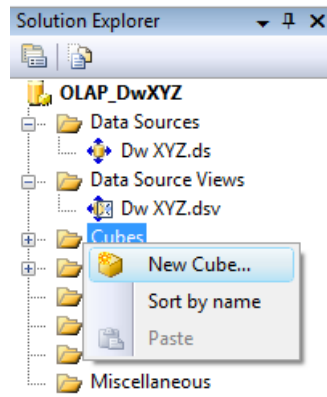 Solution Explorer
OLAP_DwXYZ
Data Sources
Dw XYZ.ds
Data Source Views
Dw XYZ.dsv
Cubes
New Cube...
Sort by name
Paste
Miscellaneous